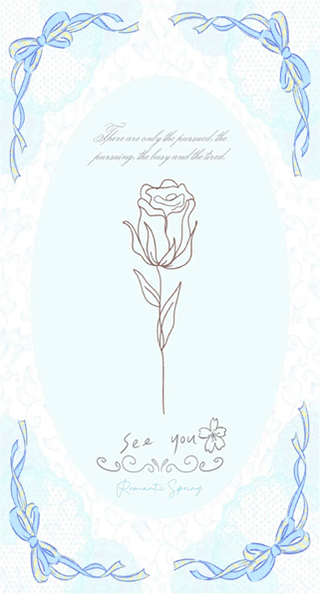 There are only the pursued, the
pursuing, the busy and the tired.
see you
Romantic Spring